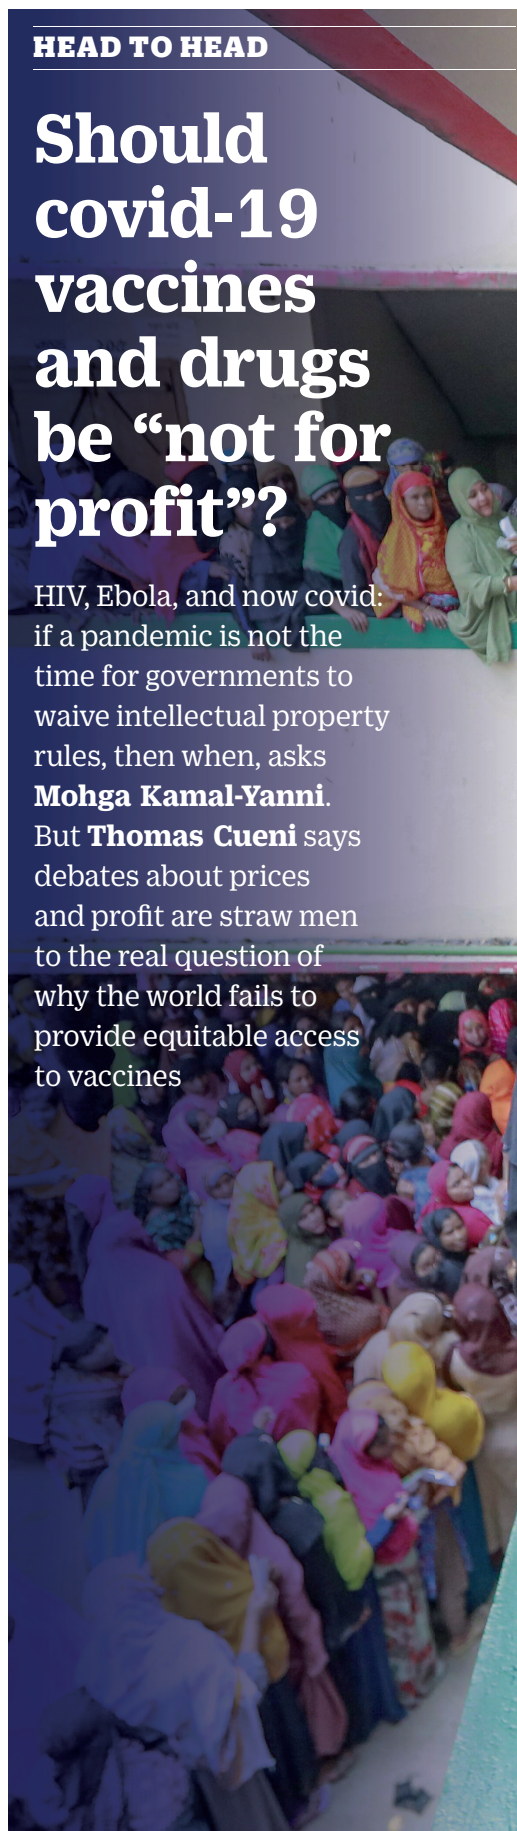 HEAD TO HEAD
Should
covid-19
vaccines
and drugs
be “not for
profit”?
HIV, Ebola, and now covid:
if a pandemic is not the
time for governments to
waive intellectual property
rules, then when, asks
Mohga Kamal-Yanni.
But Thomas Cueni says
debates about prices
and profit are straw men
to the real question of
why the world fails to
provide equitable access
to vaccines